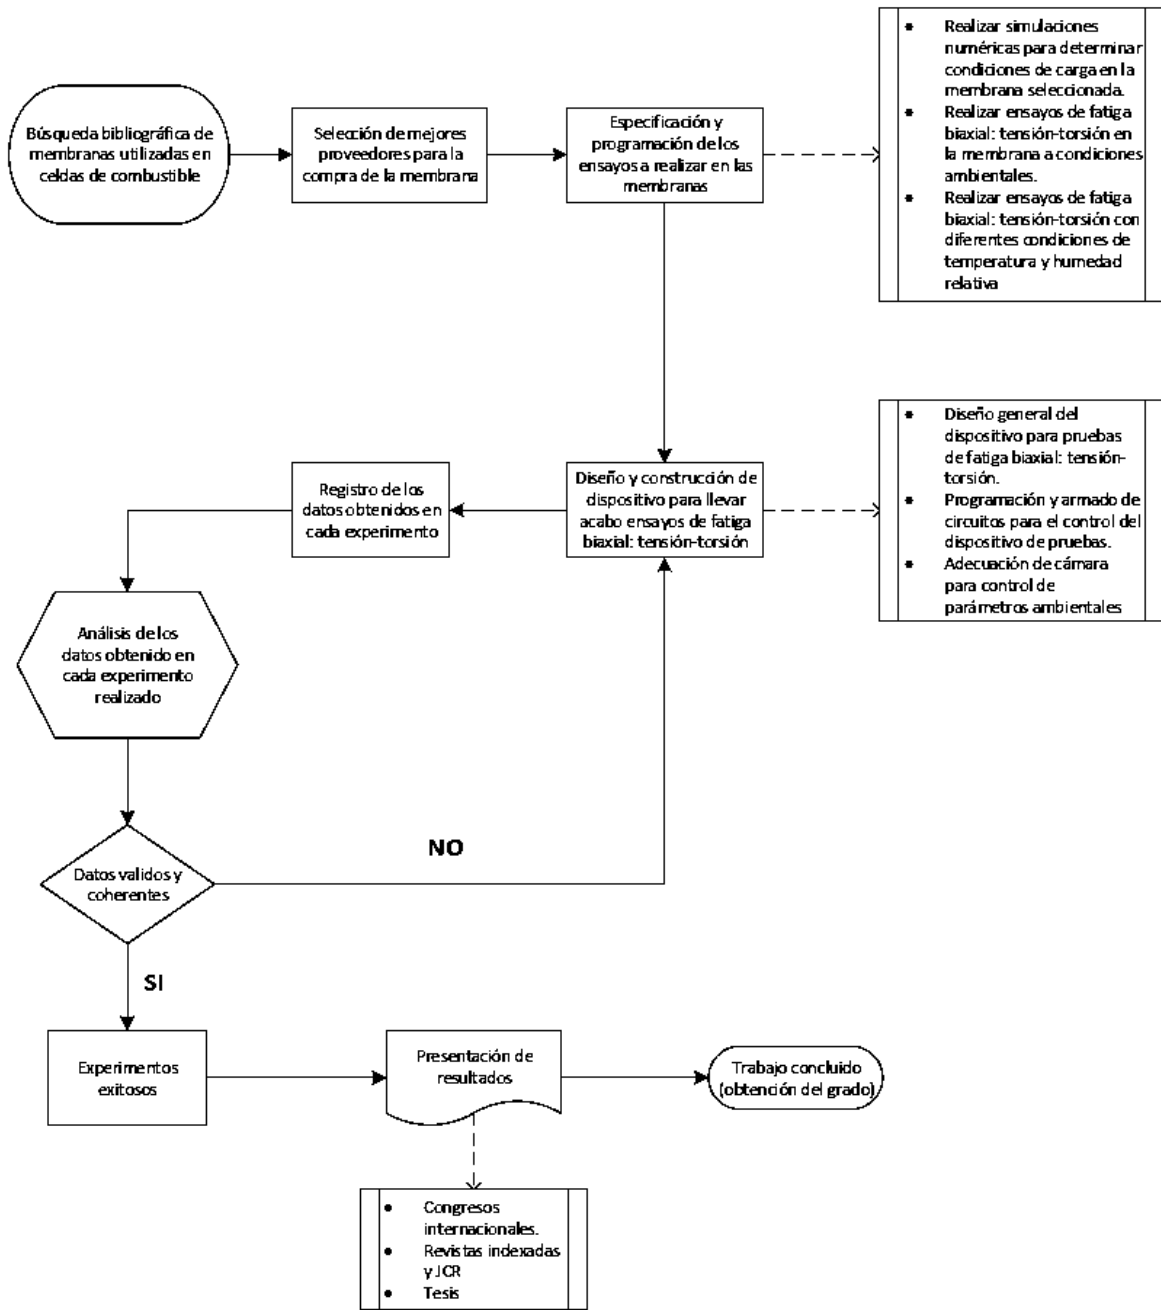 Búsqueda bibliográfica de
membranas utilizadas en
celdas de combustible
Selección de mejores
proveedores para la
compra de la membrana
Especificación y
programación de los
ensayos a realizar en las
membranas
• Realizar simulaciones
numéricas para determinar
condiciones de carga en la
membrana seleccionada.
• Realizar ensayos de fatiga
biaxial: tensión-torsión en
la membrana a condiciones
ambientales.
• Realizar ensayos de fatiga
biaxial: tensión-torsión con
diferentes condiciones de
temperatura y humedad
relativa
Registro de los
datos obtenidos en
cada experimento
Diseño y construcción de
dispositivo para llevar
acabo ensayos de fatiga
biaxial: tensión-torsión
• Diseño general del
dispositivo para pruebas
de fatiga biaxial: tensión-
torsión.
• Programación y armado de
circuitos para el control del
dispositivo de pruebas.
• Adecuación de cámara
para control de
parámetros ambientales
Análisis de los
datos obtenido en
cada experimento
realizado
Datos validos y
coherentes
NO
SI
Experimentos
exitosos
Presentación de
resultados
Trabajo concluido
(obtención del grado)
• Congresos
internacionales.
• Revistas indexadas
y JCR
• Tesis